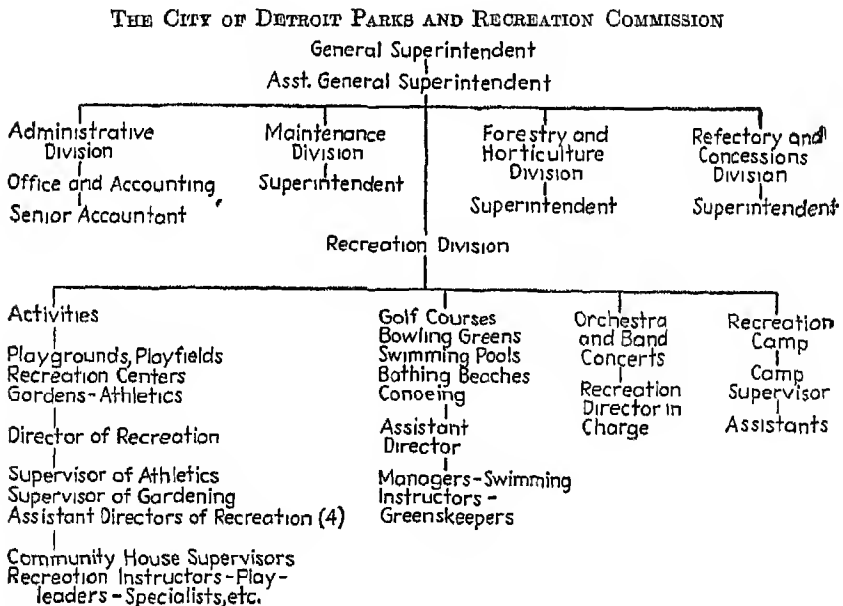 THE CITY OF DETROIT PARKS AND RECREATION COMMISSION
General Superintendent
Asst. General Superintendent
Administrative
Division
Office and Accounting
Senior Accountant
Maintenance
Division
Superintendent
Forestry and
Horticulture
Division
Superintendent
Refectory and
Concessions
Division
Superintendent
Recreation Division
Activities
Playgrounds, Playfields
Recreation Centers
Gardens-Athletics
Director of Recreation
Supervisor of Athletics
Supervisor of Gardening
Assistant Directors of Recreation (4)
Community House Supervisors
Recreation Instructors-Play-
leaders-Specialists, etc.
Golf Courses
Bowling Greens
Swimming Pools
Bathing Beaches
Canoeing
Assistant
Director
Managers-Swimming
Instructors-
Greenskeepers
Orchestra
and Band
Concerts
Recreation
Director in
Charge
Recreation
Camp
Camp
Supervisor
Assistants